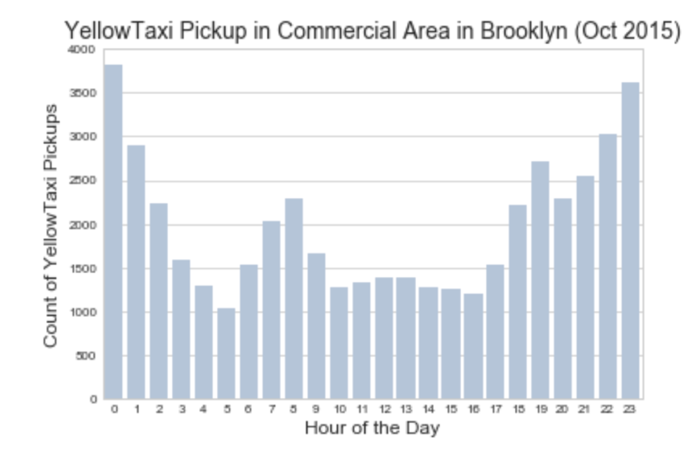 YellowTaxi Pickup in Commercial Area in Brooklyn (Oct 2015)
4000
3500
3000
2500
2000
1500
1000
500
0
Count of YellowTaxi Pickups
0 1 2 3 4 5 6 7 8 9 10 11 12 13 14 15 16 17 18 19 20 21 22 23
Hour of the Day